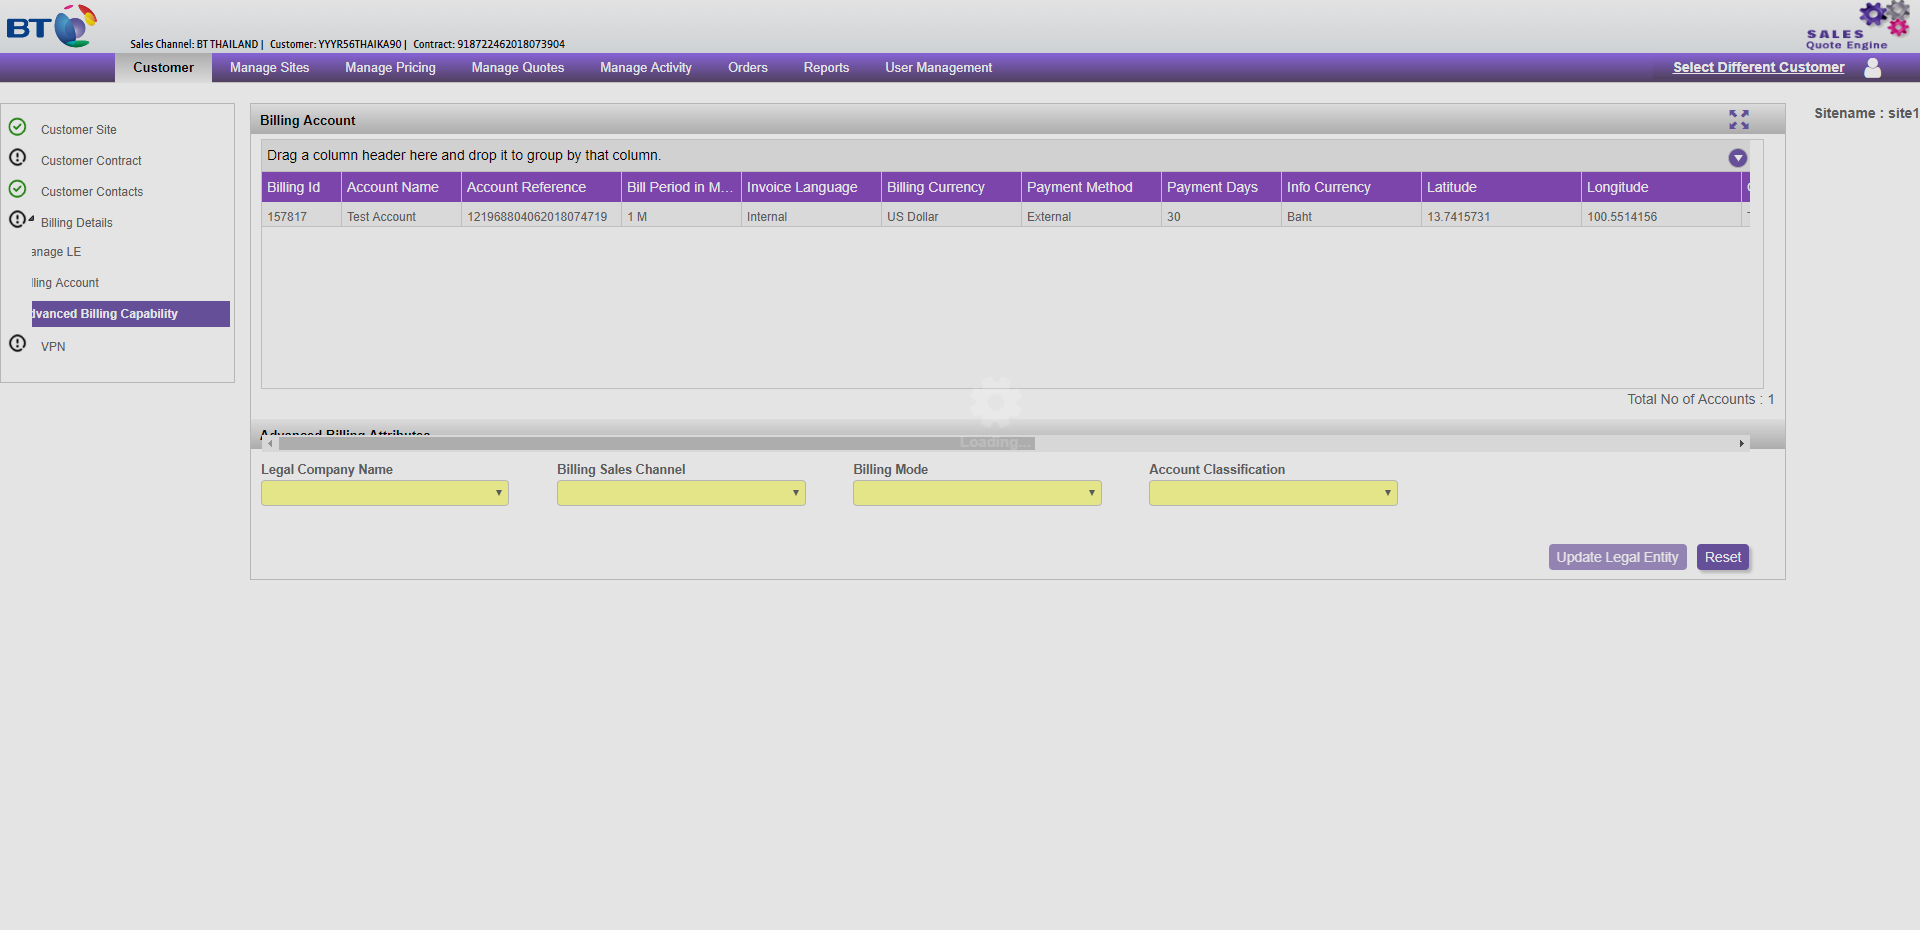 BT
Sales Channel: BT THAILAND | Customer: YYYR56THAIKA90 | Contract: 918722462018073904
SALES
Quote Engine
Customer Manage Sites Manage Pricing Manage Quotes Manage Activity Orders Reports User Management Select Different Customer
Customer Site
Customer Contract
Customer Contacts
Billing Details
anage LE
lling Account
dvanced Billing Capability
VPN
Billing Account
Sitename : site1
Drag a column header here and drop it to group by that column.
Billing Id Account Name Account Reference Bill Period in M... Invoice Language Billing Currency Payment Method Payment Days Info Currency Latitude Longitude
157817 Test Account 121968804062018074719 1 M Internal US Dollar External 30 Baht 13.7415731 100.5514156
Total No of Accounts : 1
Advanced Billing Attributes
Loading...
Legal Company Name Billing Sales Channel Billing Mode Account Classification
Update Legal Entity Reset